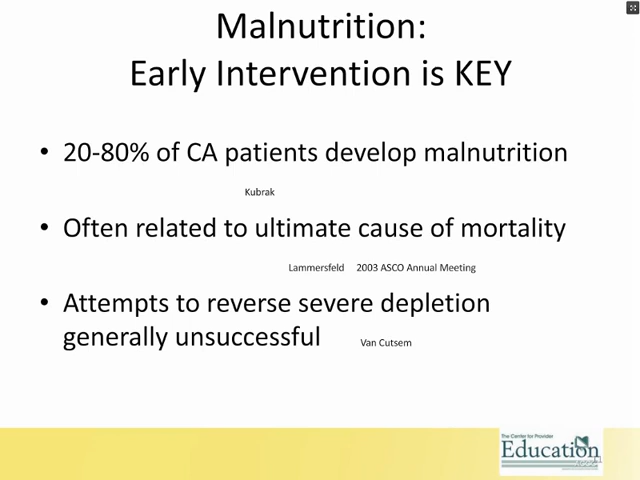 Malnutrition:
Early Intervention is KEY
• 20-80% of CA patients develop malnutrition
Kubrak
• Often related to ultimate cause of mortality
Lammersfeld 2003 ASCO Annual Meeting
• Attempts to reverse severe depletion
generally unsuccessful Van Cutsem
The Center for Provider
Education